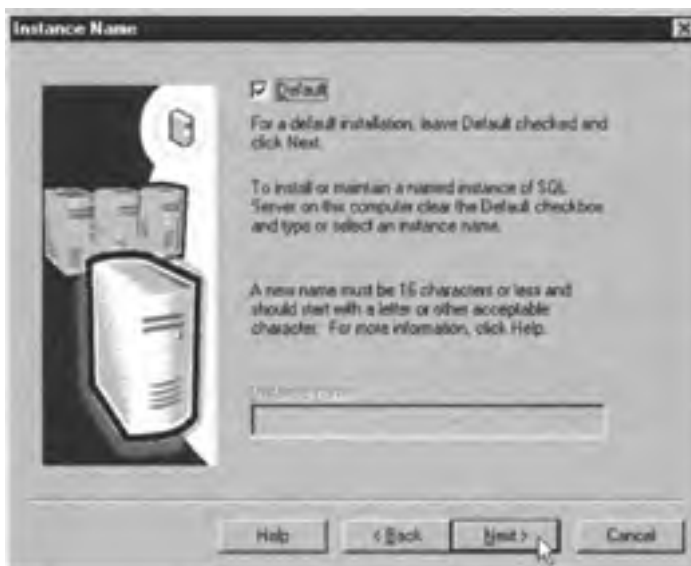 Instance Name
Default
For a default installation, leave Default checked and
click Next.
To install or maintain a named instance of SQL
Server on this computer clear the Default checkbox
and type or select an instance name.
A new name must be 16 characters or less and
should start with a letter or other acceptable
character. For more information, click Help.
Instance name:
Help
< Back
Next >
Cancel